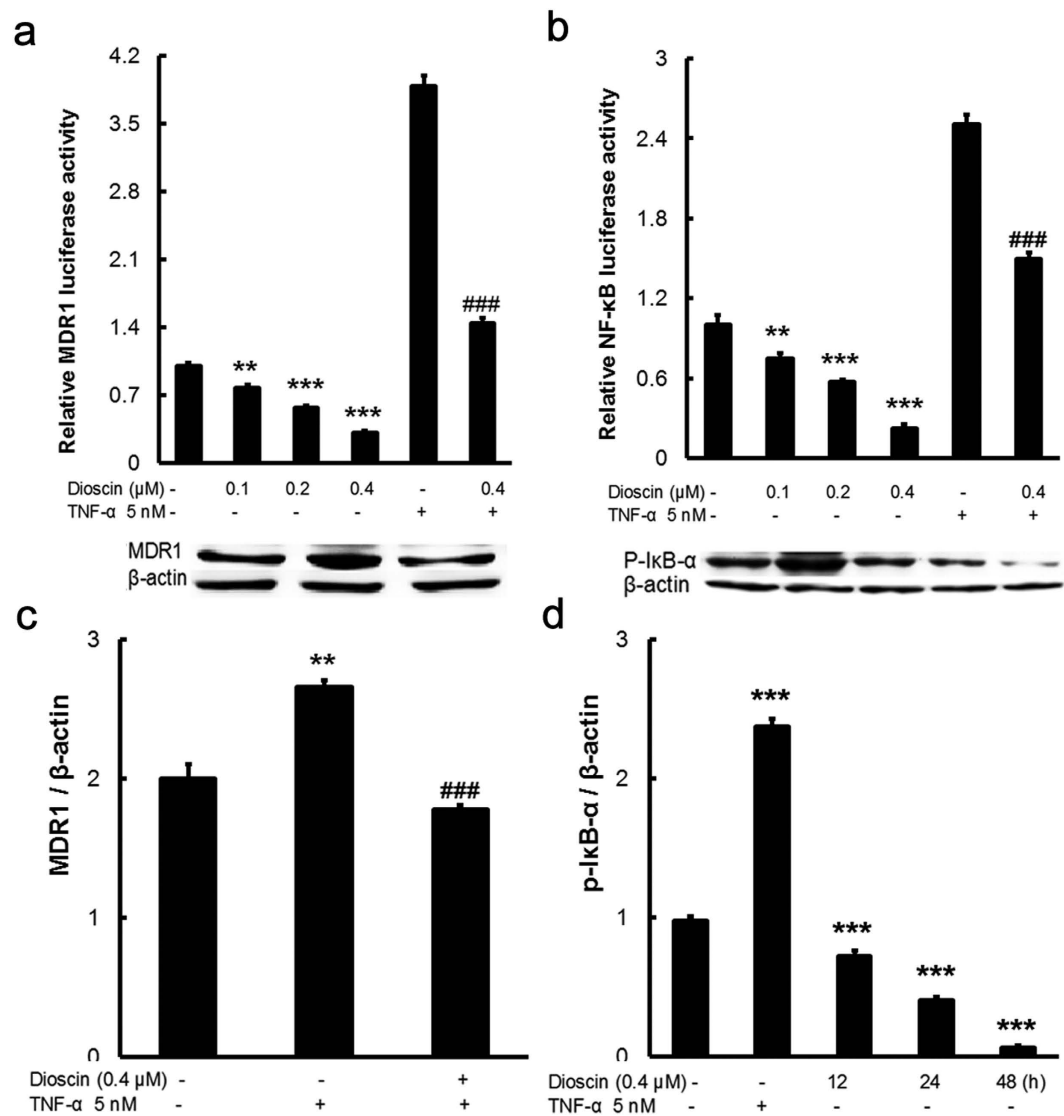 a
Relative MDR1 luciferase activity
4.2
3.5
2.8
2.1
1.4
0.7
0
**
***
***
###
Dioscin (μM) - 0.1 0.2 0.4 - 0.4
TNF-α 5 nM - - - - + +
b
Relative NF-κB luciferase activity
3
2.4
1.8
1.2
0.6
0
**
***
***
###
Dioscin (μM) - 0.1 0.2 0.4 - 0.4
TNF-α 5 nM - - - - + +
MDR1
β-actin
P-IκB-α
β-actin
c
MDR1 / β-actin
3
2
1
0
**
###
Dioscin (0.4 μM) - - +
TNF-α 5 nM - + +
d
p-IκB-α / β-actin
3
2
1
0
***
***
***
***
Dioscin (0.4 μM) - - 12 24 48 (h)
TNF-α 5 nM - + - - -